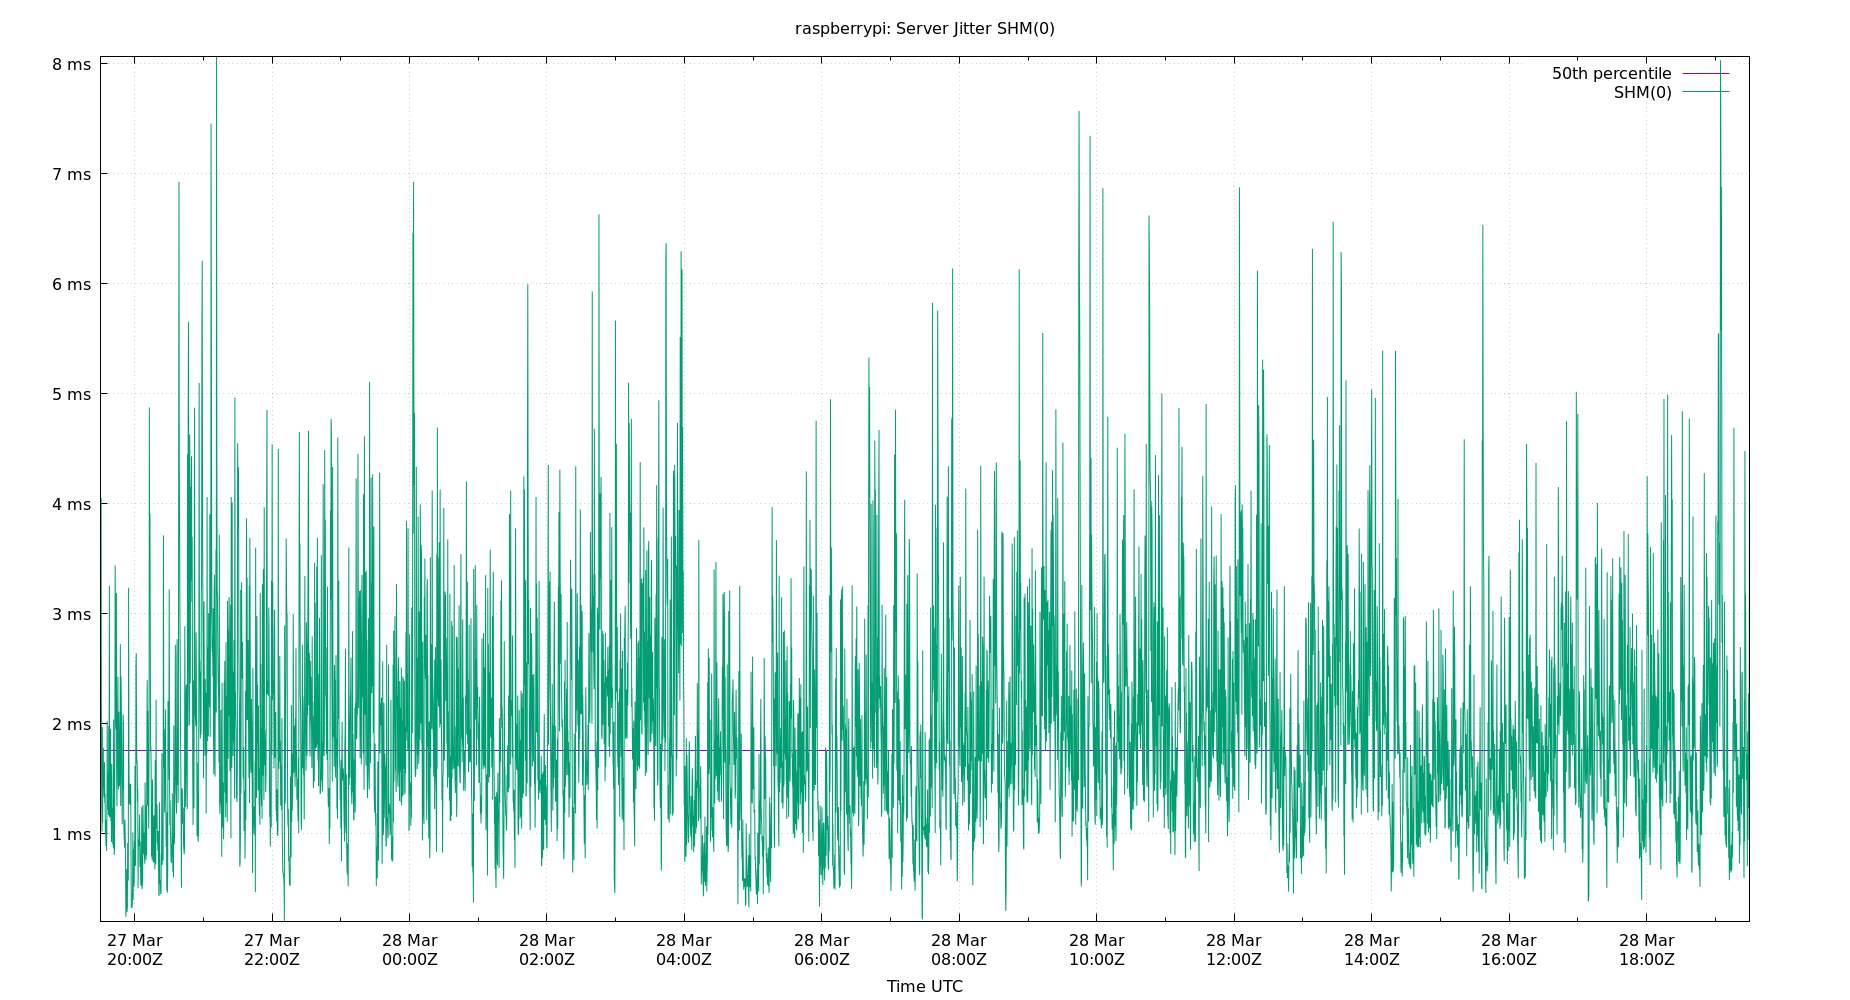 raspberrypi: Server Jitter SHM(0)
8 ms
50th percentile
SHM(0)
7 ms
6 ms
5 ms
4 ms
3 ms
2 ms
1 ms
27 Mar 27 Mar 28 Mar 28 Mar 28 Mar 28 Mar 28 Mar 28 Mar 28 Mar 28 Mar 28 Mar 28 Mar
20:00Z 22:00Z 00:00Z 02:00Z 04:00Z 06:00Z 08:00Z 10:00Z 12:00Z 14:00Z 16:00Z 18:00Z
Time UTC